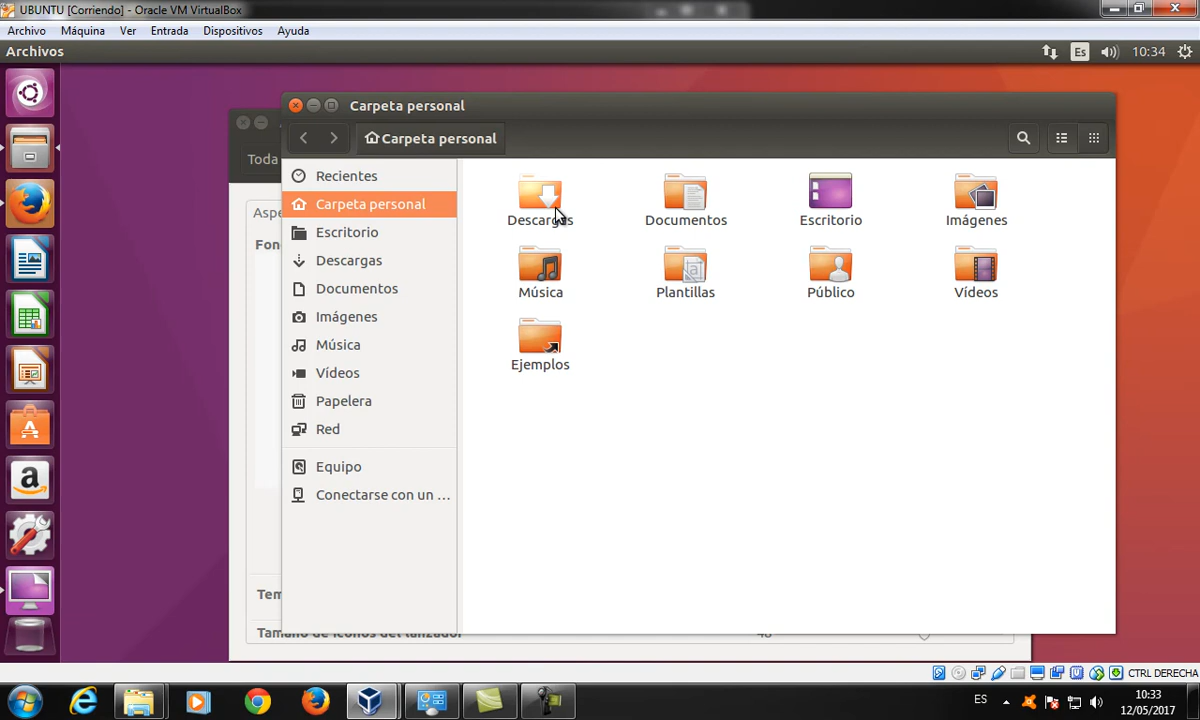 UBUNTU [Corriendo] - Oracle VM VirtualBox
Archivo Máquina Ver Entrada Dispositivos Ayuda
Archivos Es 10:34
Carpeta personal
Carpeta personal
Toda
Recientes
Carpeta personal
Escritorio
Descargas
Documentos
Imágenes
Música
Vídeos
Papelera
Red
Equipo
Conectarse con un ...
Descargas Documentos Escritorio Imágenes
Música Plantillas Público Vídeos
Ejemplos
Aspe
Fon
Tem
Tamaño de iconos del lanzador 48
CTRL DERECHA
ES
10:33
12/05/2017